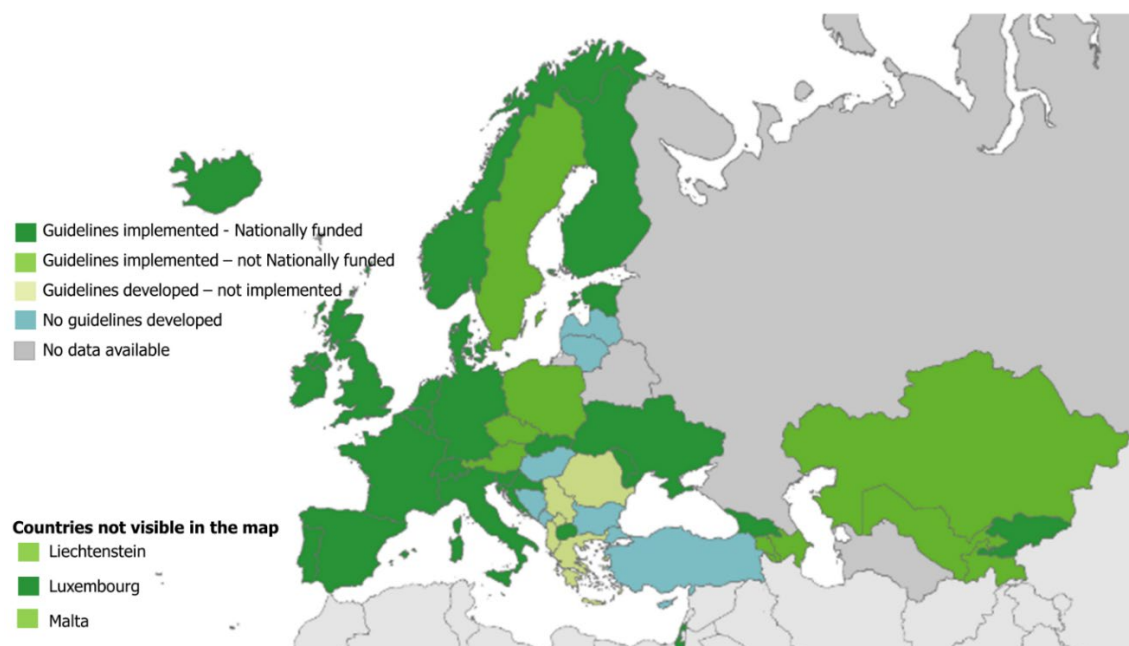 Guidelines implemented - Nationally funded
Guidelines implemented – not Nationally funded
Guidelines developed – not implemented
No guidelines developed
No data available
Countries not visible in the map
Liechtenstein
Luxembourg
Malta